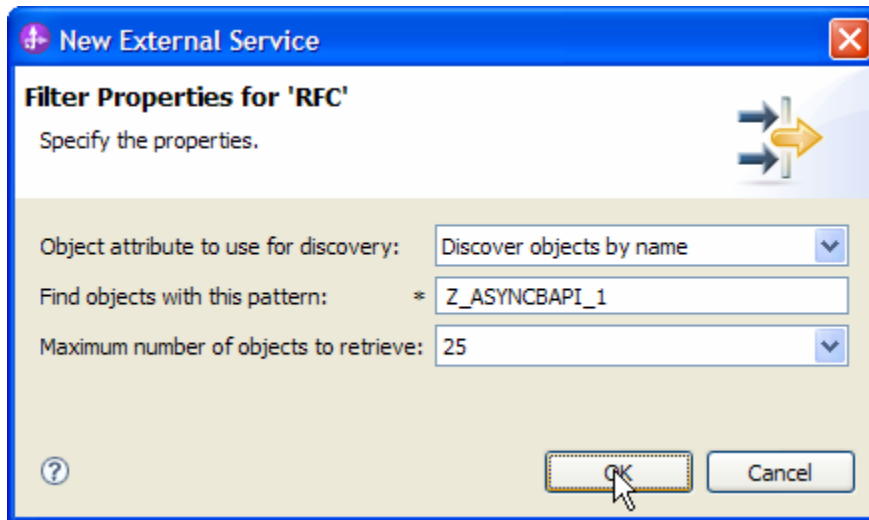 New External Service
Filter Properties for 'RFC'
Specify the properties.
Object attribute to use for discovery: Discover objects by name
Find objects with this pattern: * Z_ASYNCBAPI_1
Maximum number of objects to retrieve: 25
? OK Cancel